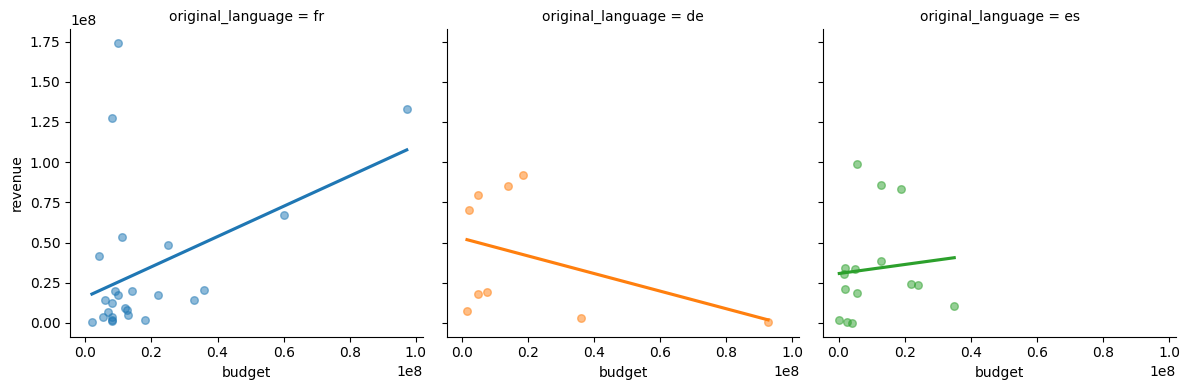 original_language = fr
original_language = de
original_language = es
1e8
1.75
1.50
1.25
1.00
0.75
0.50
0.25
0.00
revenue
0.0 0.2 0.4 0.6 0.8 1.0
0.0 0.2 0.4 0.6 0.8 1.0
0.0 0.2 0.4 0.6 0.8 1.0
budget 1e8
budget 1e8
budget 1e8